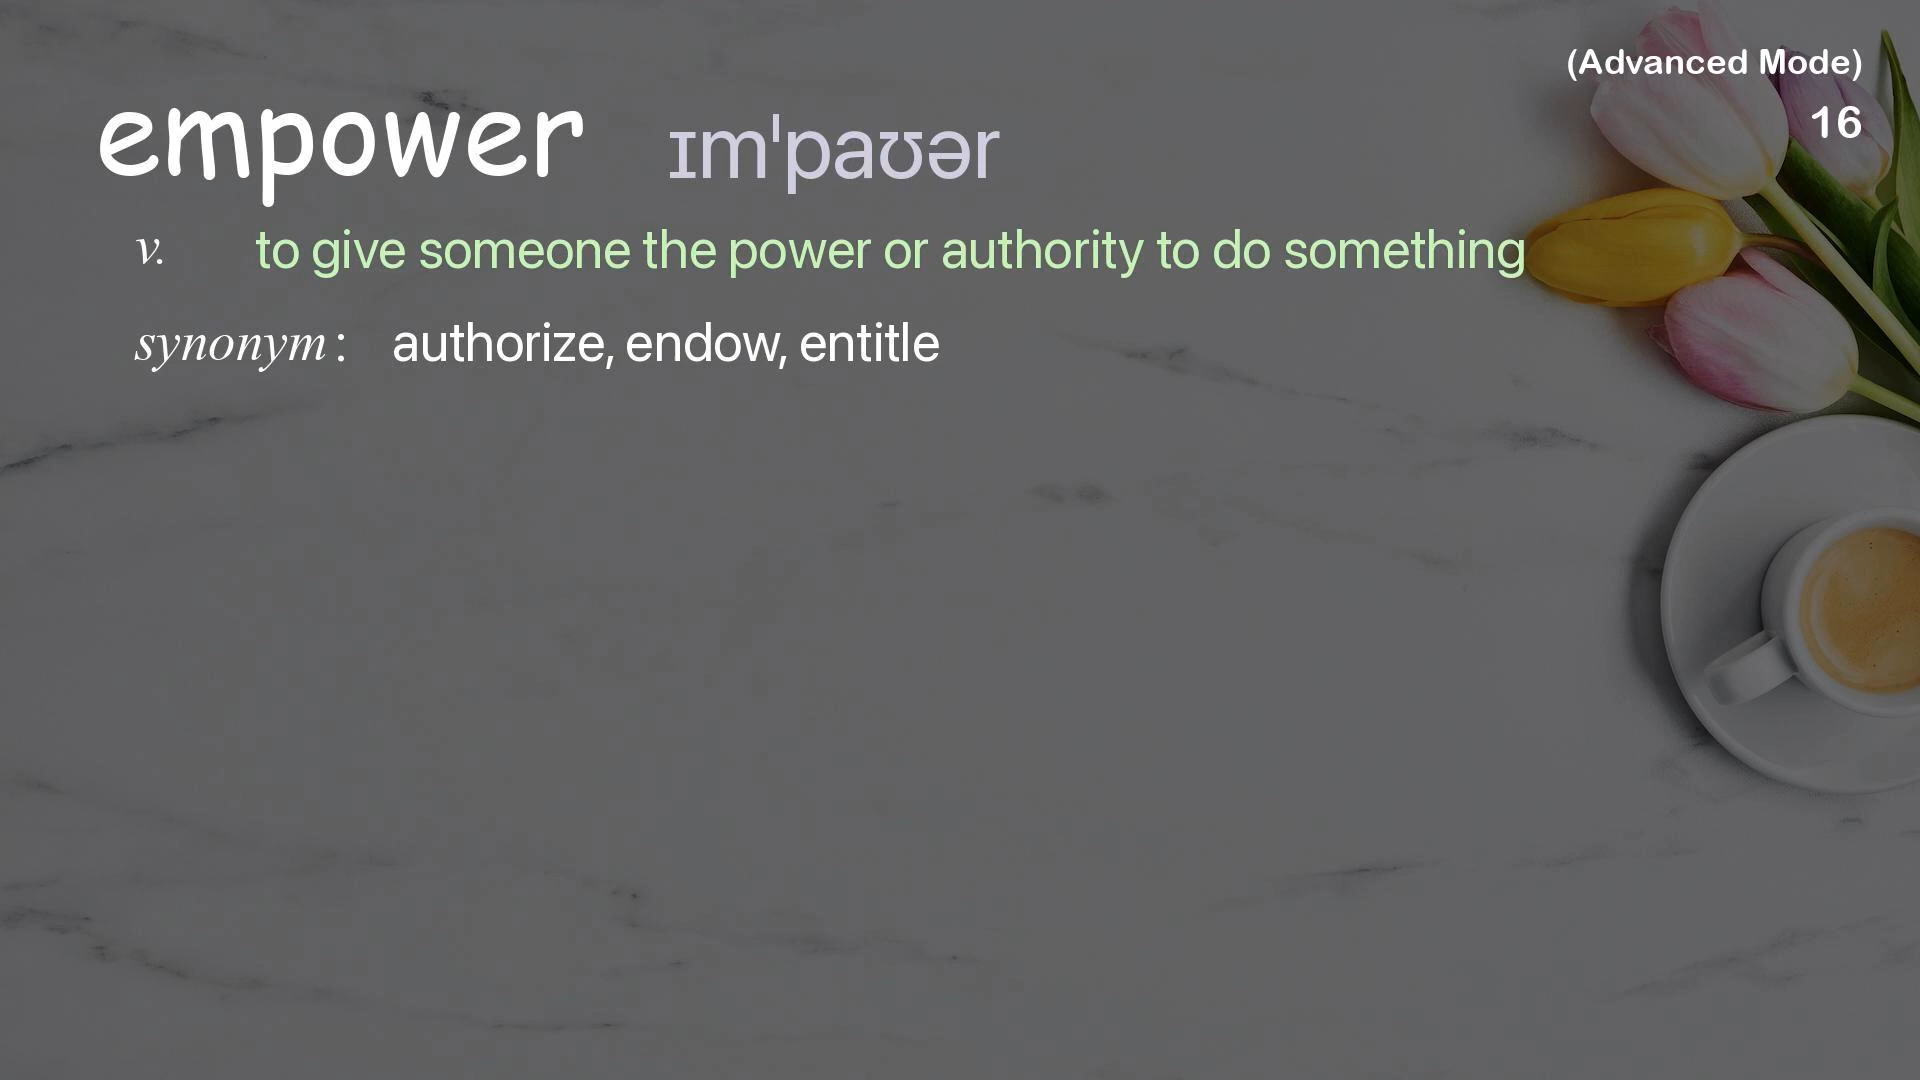 (Advanced Mode)
16
empower ɪmˈpaʊər
v. to give someone the power or authority to do something
synonym: authorize, endow, entitle